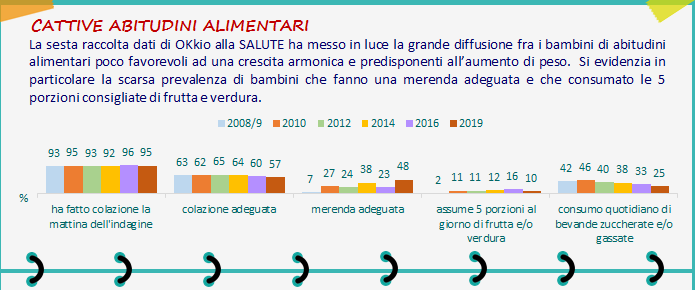 CATTIVE ABITUDINI ALIMENTARI
La sesta raccolta dati di OKkio alla SALUTE ha messo in luce la grande diffusione fra i bambini di abitudini
alimentari poco favorevoli ad una crescita armonica e predisponenti all'aumento di peso. Si evidenzia in
particolare la scarsa prevalenza di bambini che fanno una merenda adeguata e che consumato le 5
porzioni consigliate di frutta e verdura.
2008/9 2010 2012 2014 2016 2019
93 95 93 92 96 95
63 62 65 64 60 57
7 27 24 38 23 48
2 11 11 12 16 10
42 46 40 38 33 25
%
ha fatto colazione la
mattina dell'indagine
colazione adeguata
merenda adeguata
assume 5 porzioni al
giorno di frutta e/o
verdura
consumo quotidiano di
bevande zuccherate e/o
gassate